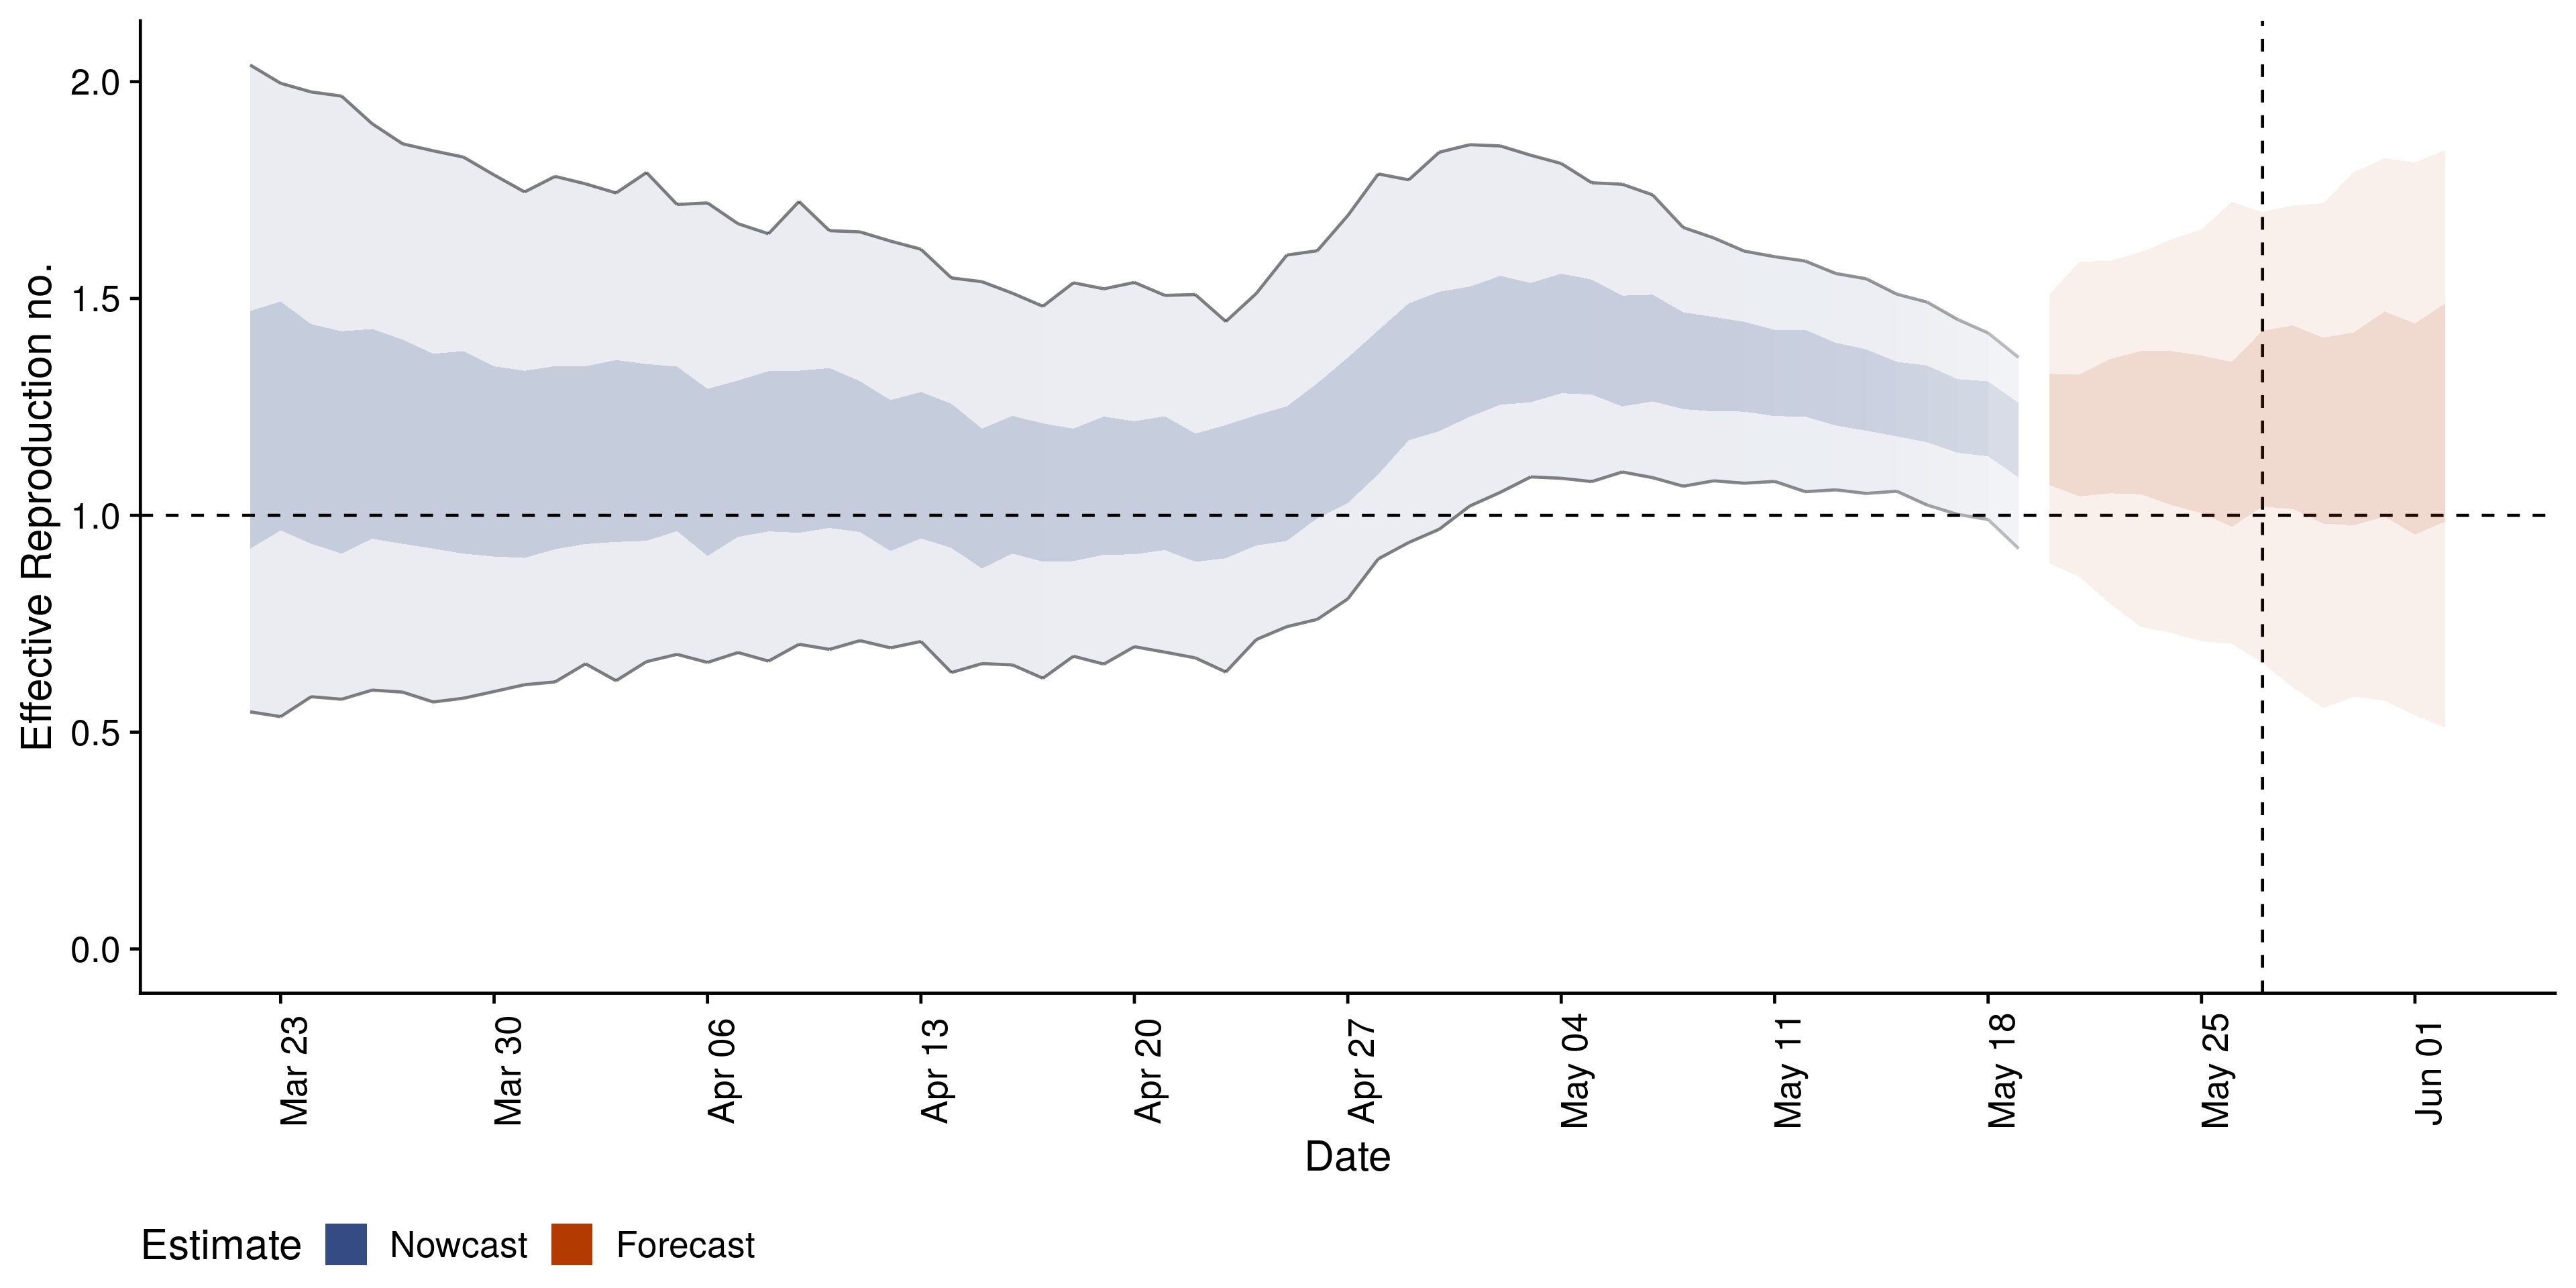 Effective Reproduction no.
2.0
1.5
1.0
0.5
0.0
Mar 23
Mar 30
Apr 06
Apr 13
Apr 20
Apr 27
May 04
May 11
May 18
May 25
Jun 01
Date
Estimate Nowcast Forecast